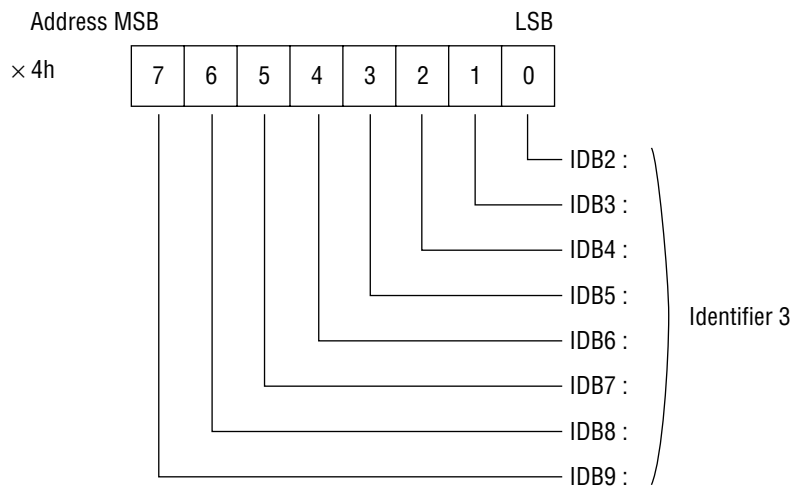 Address MSB LSB
× 4h 7 6 5 4 3 2 1 0
IDB2 :
IDB3 :
IDB4 :
IDB5 :
Identifier 3
IDB6 :
IDB7 :
IDB8 :
IDB9 :